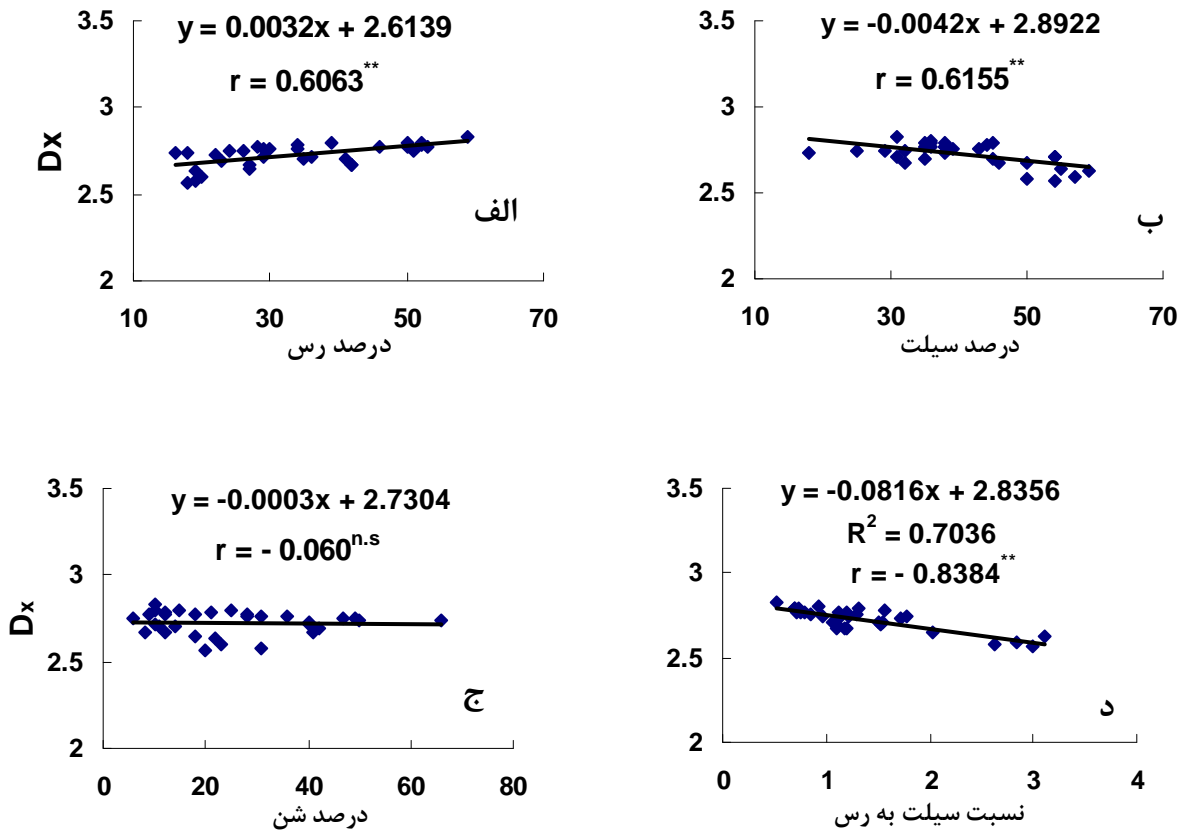 y = 0.0032x + 2.6139
r = 0.6063**
Dx
3.5
3
2.5
2
الف
10 30 50 70
درصد رس
y = -0.0042x + 2.8922
r = 0.6155**
3.5
3
2.5
2
ب
10 30 50 70
درصد سیلت
y = -0.0003x + 2.7304
r = - 0.060n.s
Dx
3.5
3
2.5
2
ج
0 20 40 60 80
درصد شن
y = -0.0816x + 2.8356
R2 = 0.7036
r = - 0.8384**
3.5
3
2.5
2
د
0 1 2 3 4
نسبت سیلت به رس